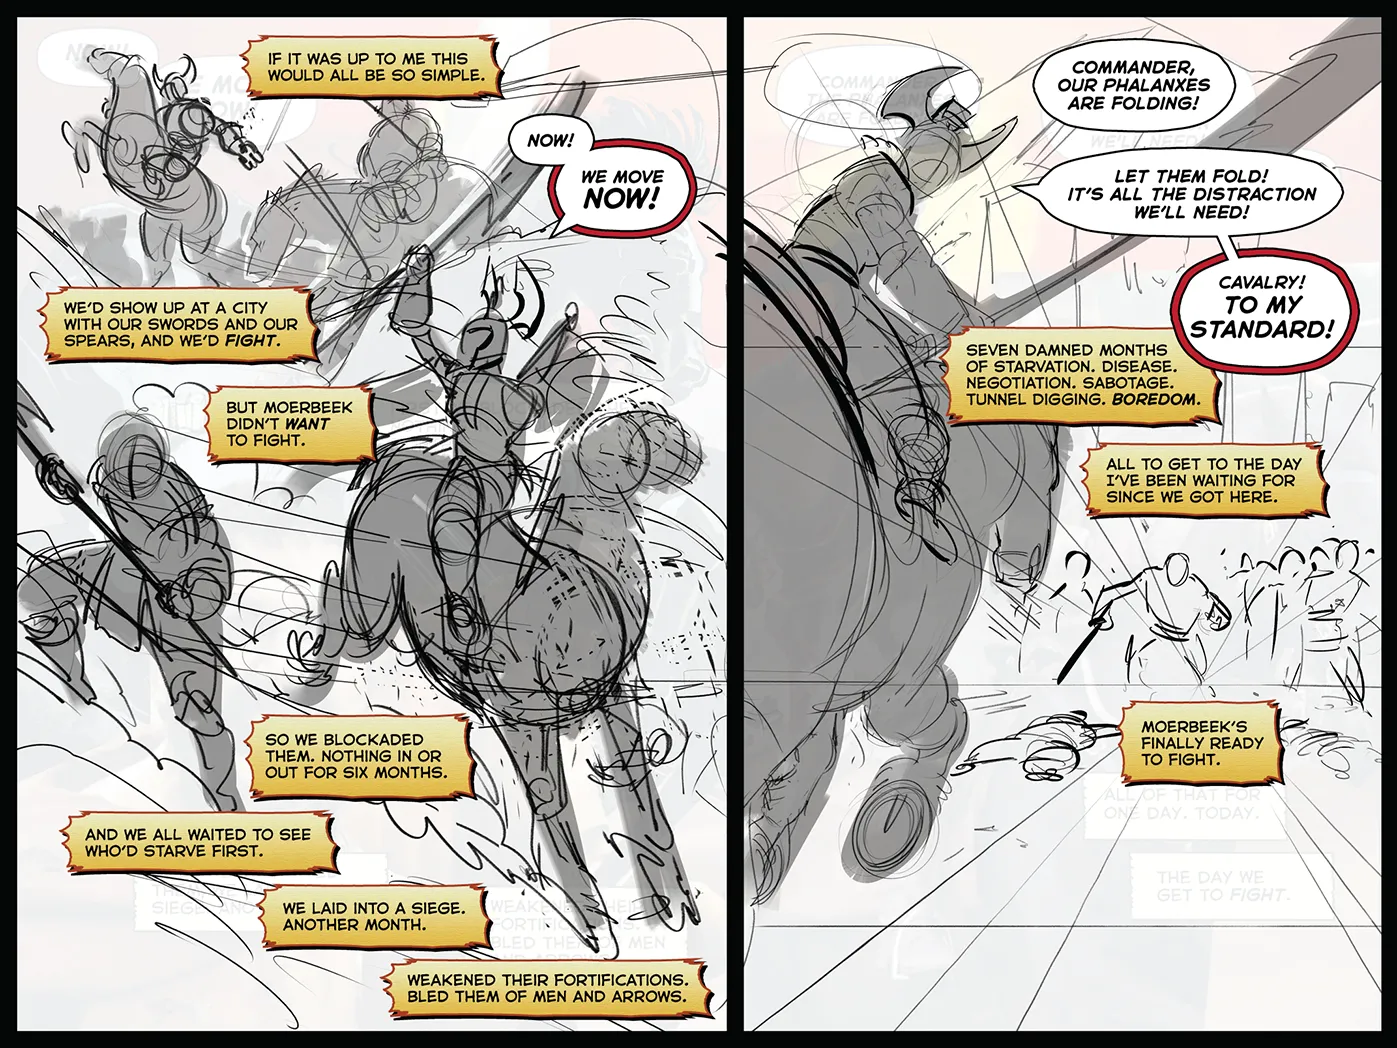 IF IT WAS UP TO ME THIS
WOULD ALL BE SO SIMPLE.
NOW!
WE MOVE
NOW!
WE'D SHOW UP AT A CITY
WITH OUR SWORDS AND OUR
SPEARS, AND WE'D FIGHT.
BUT MOERBEEK
DIDN'T WANT
TO FIGHT.
SO WE BLOCKADED
THEM. NOTHING IN OR
OUT FOR SIX MONTHS.
AND WE ALL WAITED TO SEE
WHO'D STARVE FIRST.
WE LAID INTO A SIEGE.
ANOTHER MONTH.
WEAKENED THEIR FORTIFICATIONS.
BLED THEM OF MEN AND ARROWS.
COMMANDER,
OUR PHALANXES
ARE FOLDING!
LET THEM FOLD!
IT'S ALL THE DISTRACTION
WE'LL NEED!
CAVALRY!
TO MY
STANDARD!
SEVEN DAMNED MONTHS
OF STARVATION. DISEASE.
NEGOTIATION. SABOTAGE.
TUNNEL DIGGING. BOREDOM.
ALL TO GET TO THE DAY
I'VE BEEN WAITING FOR
SINCE WE GOT HERE.
MOERBEEK'S
FINALLY READY
TO FIGHT.
ALL OF THAT FOR
ONE DAY. TODAY.
THE DAY WE
GET TO FIGHT.